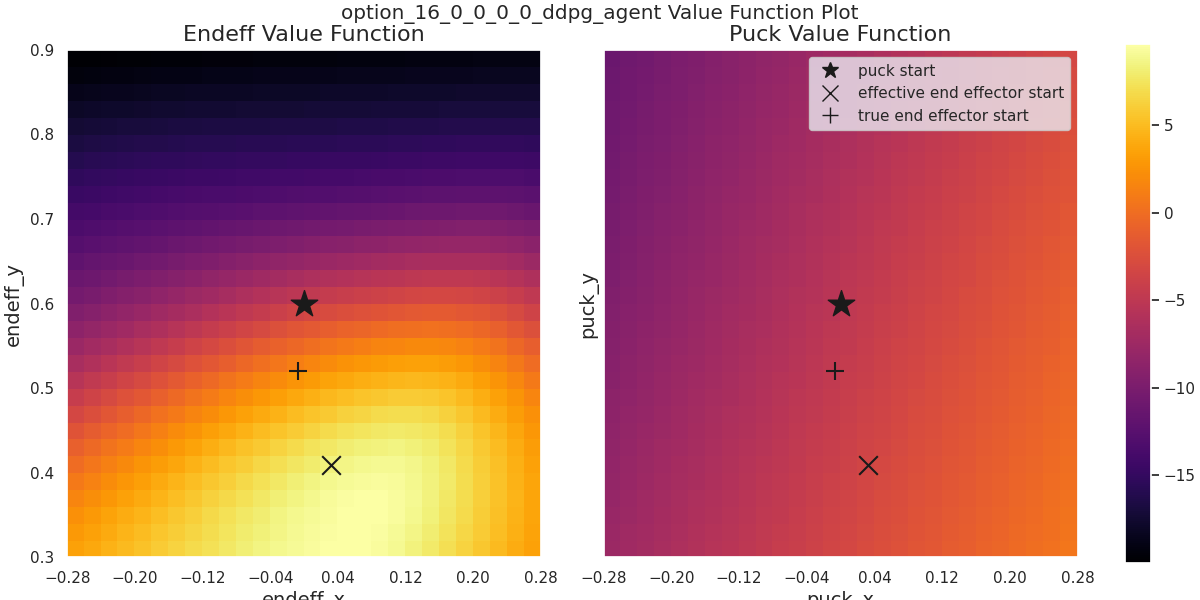 option_16_0_0_0_0_ddpg_agent Value Function Plot
Endeff Value Function
Puck Value Function
puck start
effective end effector start
true end effector start
0.9
0.8
0.7
0.6
0.5
0.4
0.3
endeff_y
−0.28 −0.20 −0.12 −0.04 0.04 0.12 0.20 0.28
endeff_x
puck_y
−0.28 −0.20 −0.12 −0.04 0.04 0.12 0.20 0.28
puck_x
5
0
−5
−10
−15